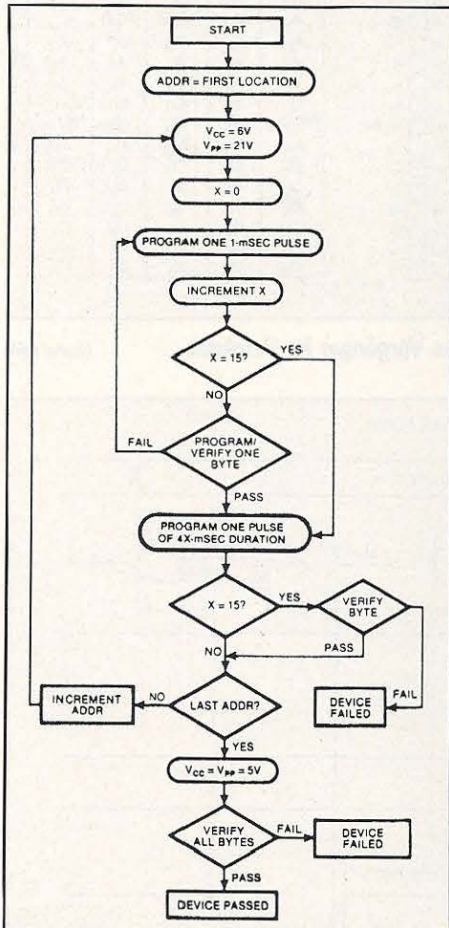 START
ADDR = FIRST LOCATION
VCC = 6V
VPP = 21V
X = 0
PROGRAM ONE 1-mSEC PULSE
INCREMENT X
X = 15?
YES
NO
PROGRAM/
VERIFY ONE
BYTE
FAIL
PASS
PROGRAM ONE PULSE
OF 4X-mSEC DURATION
X = 15?
YES
VERIFY
BYTE
NO
PASS
FAIL
INCREMENT
ADDR
NO
LAST ADDR?
DEVICE
FAILED
YES
VCC = VPP = 5V
VERIFY
ALL BYTES
FAIL
DEVICE
FAILED
PASS
DEVICE PASSED